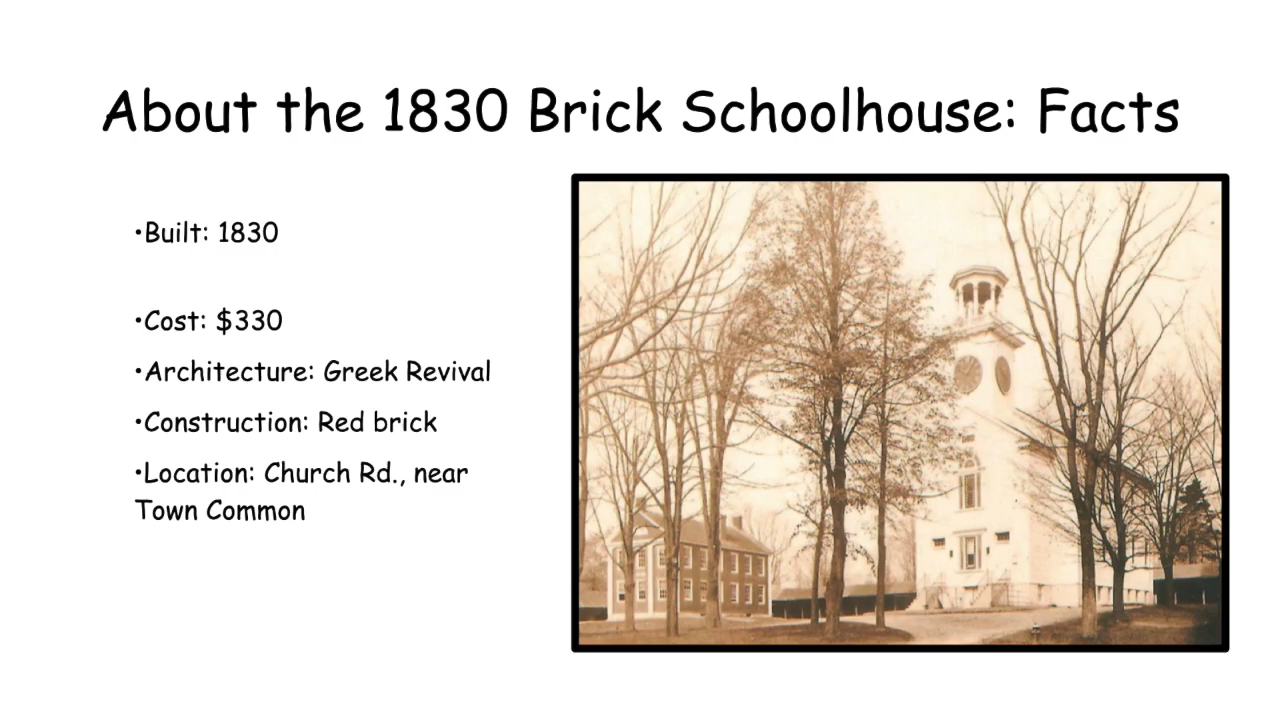 About the 1830 Brick Schoolhouse: Facts
•Built: 1830
•Cost: $330
•Architecture: Greek Revival
•Construction: Red brick
•Location: Church Rd., near
Town Common